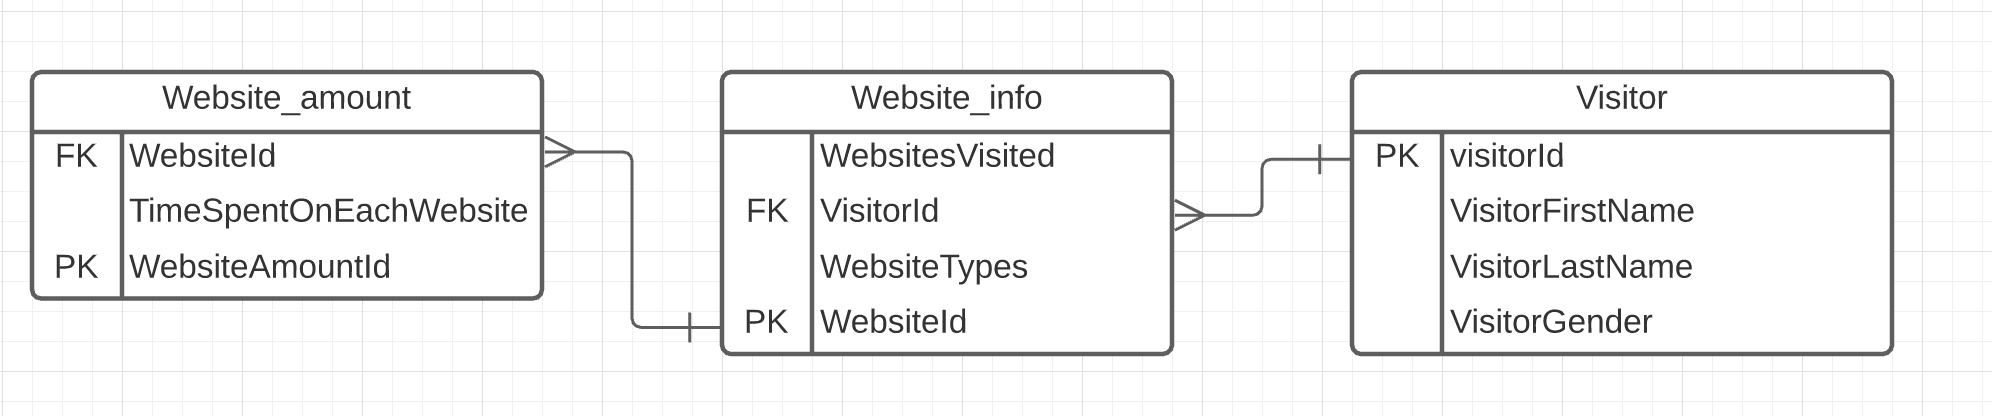 Website_amount
FK WebsiteId
TimeSpentOnEachWebsite
PK WebsiteAmountId
Website_info
WebsitesVisited
FK VisitorId
WebsiteTypes
PK WebsiteId
Visitor
PK visitorId
VisitorFirstName
VisitorLastName
VisitorGender